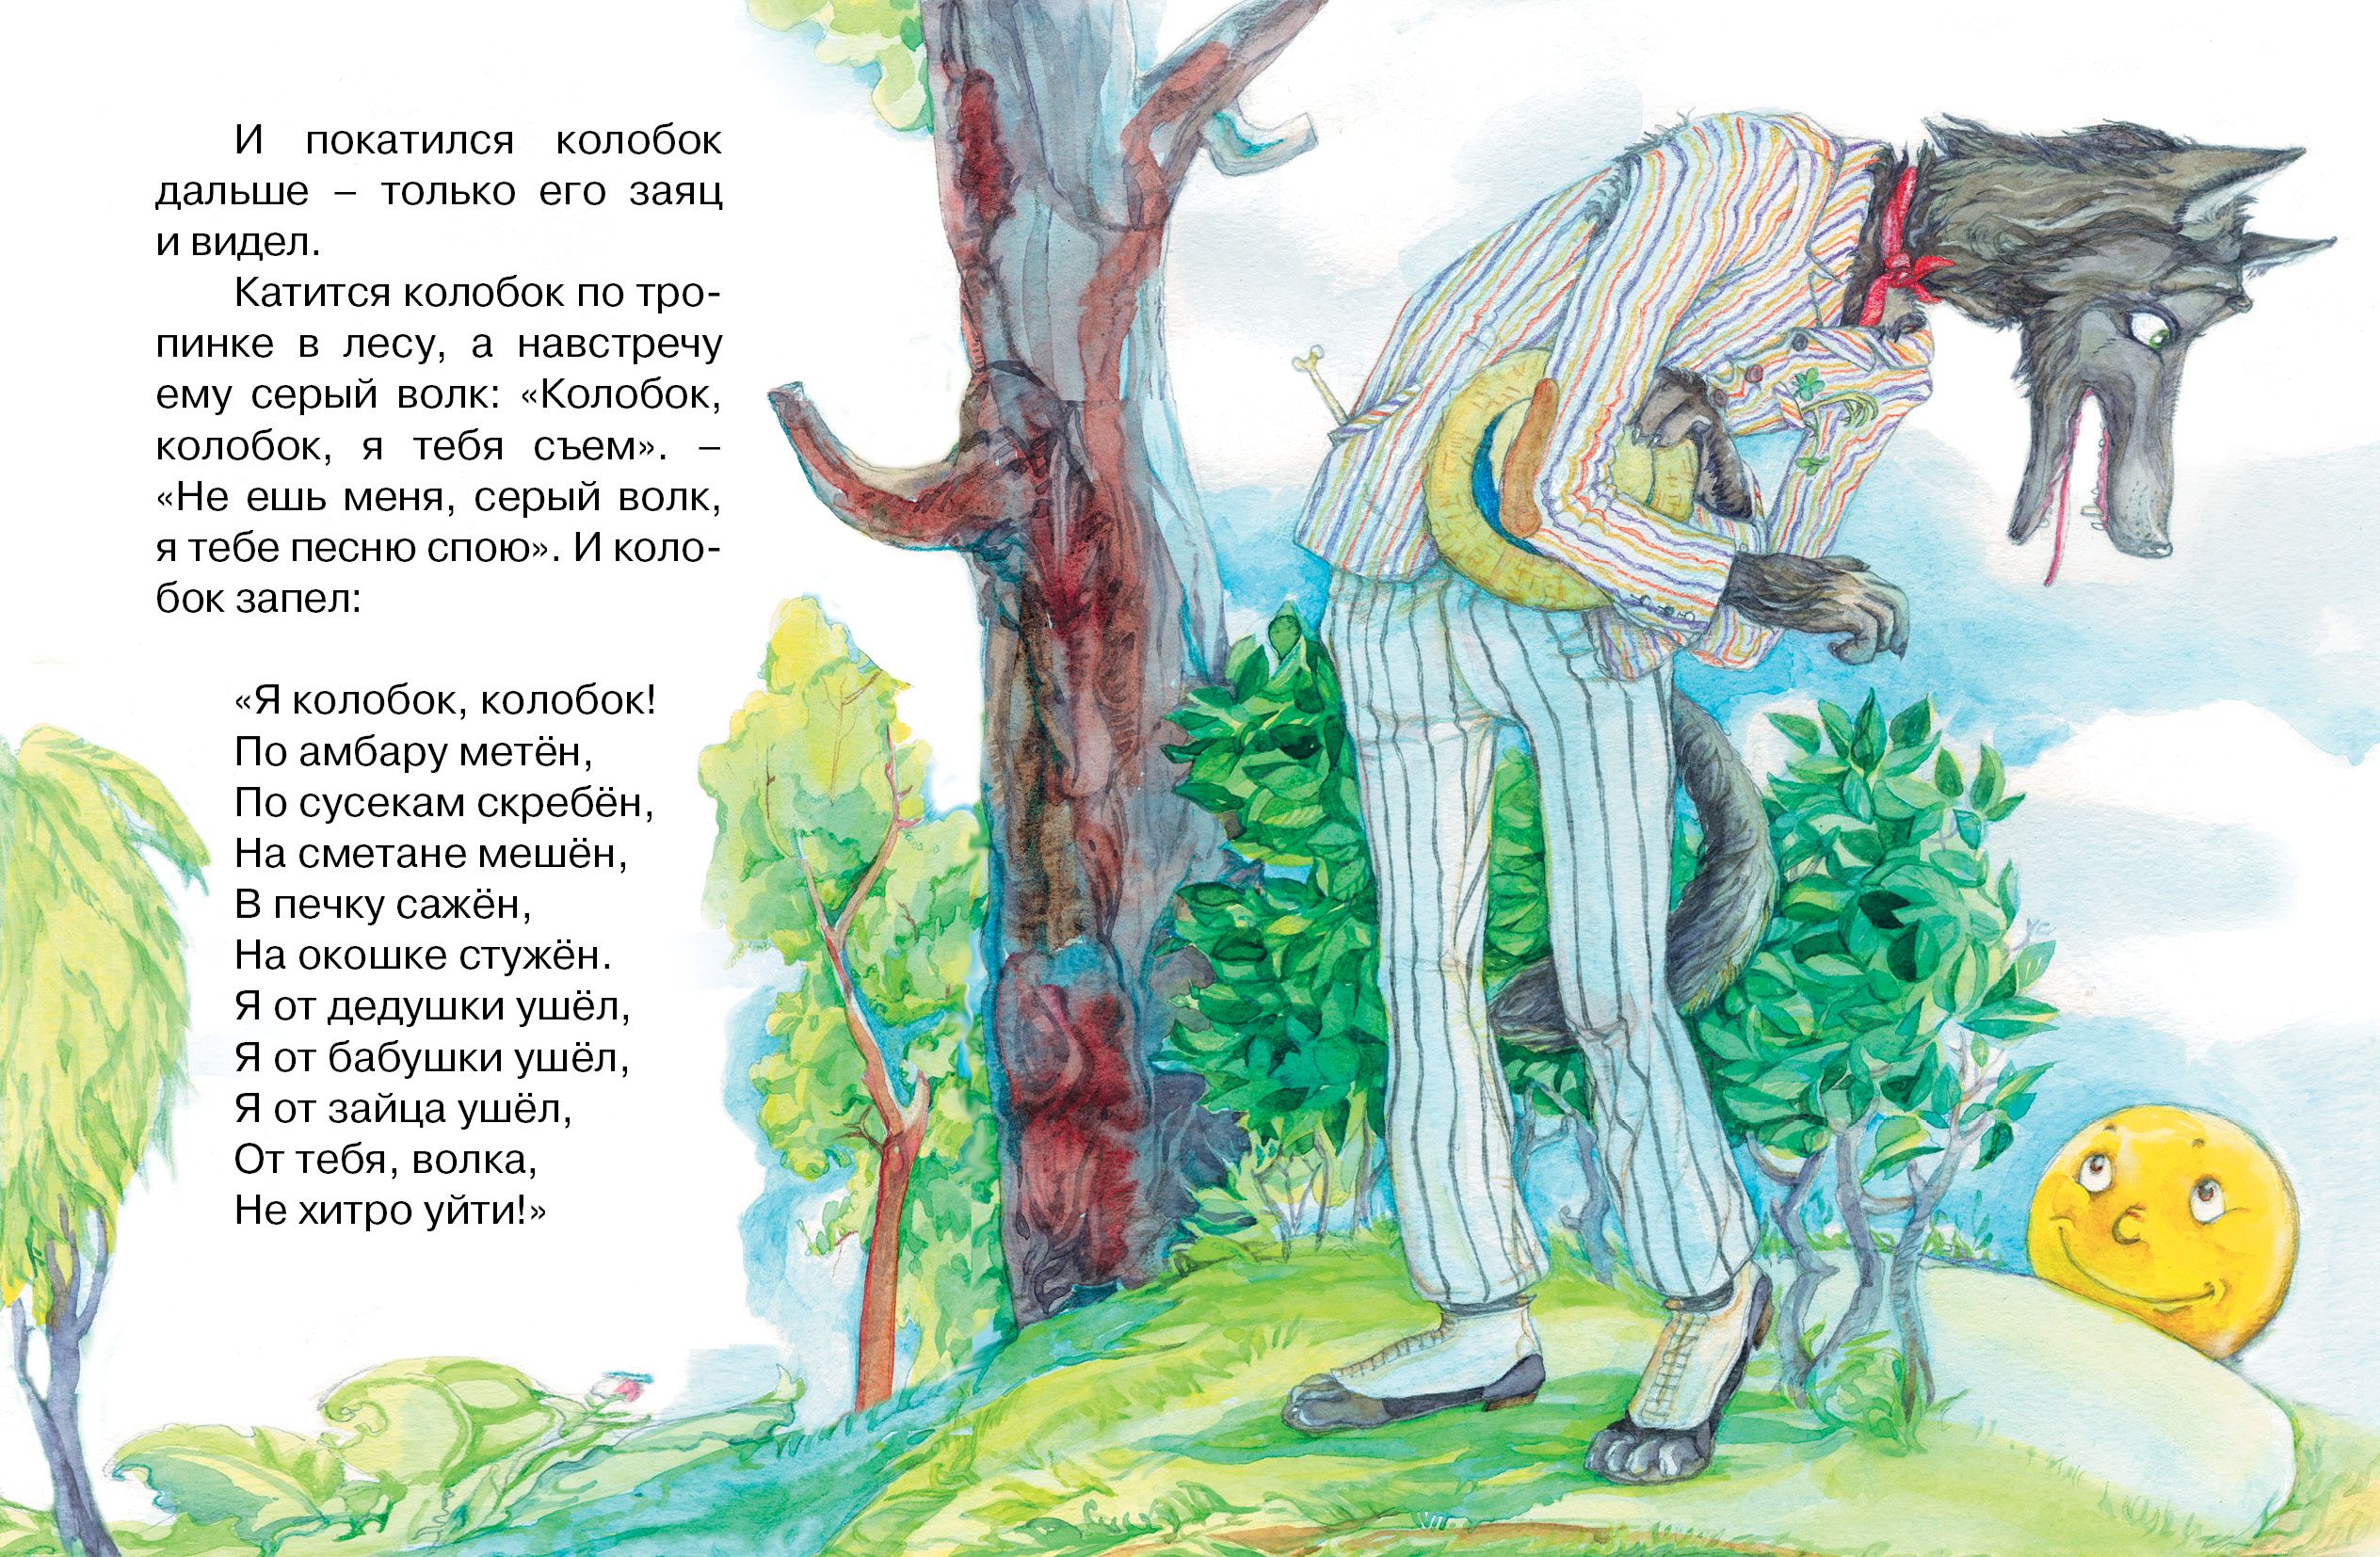 И покатился колобок
дальше – только его заяц
и видел.
Катится колобок по тро-
пинке в лесу, а навстречу
ему серый волк: «Колобок,
колобок, я тебя съем». –
«Не ешь меня, серый волк,
я тебе песню спою». И коло-
бок запел:
«Я колобок, колобок!
По амбару метён,
По сусекам скребён,
На сметане мешён,
В печку сажён,
На окошке стужён.
Я от дедушки ушёл,
Я от бабушки ушёл,
Я от зайца ушёл,
От тебя, волка,
Не хитро уйти!»